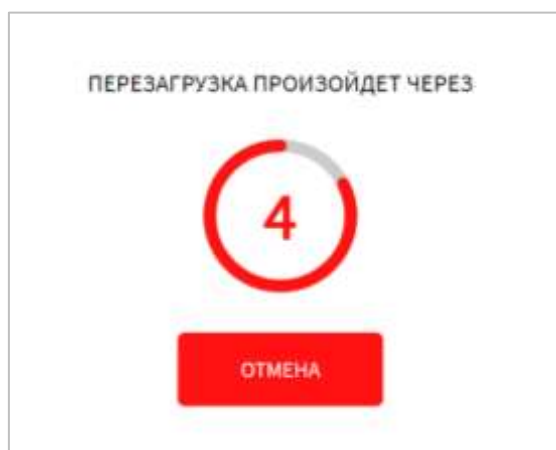 ПЕРЕЗАГРУЗКА ПРОИЗОЙДЕТ ЧЕРЕЗ
4
ОТМЕНА